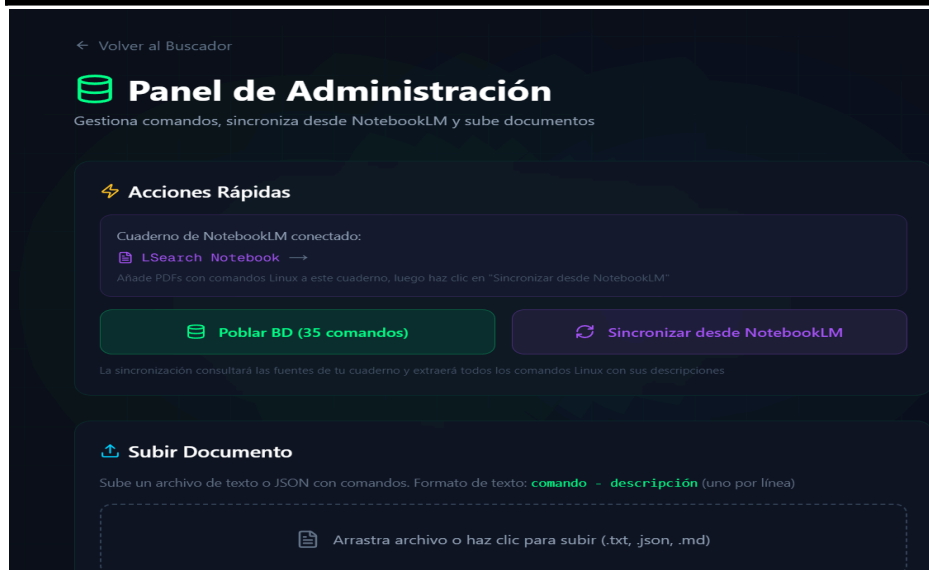 ← Volver al Buscador
Panel de Administración
Gestiona comandos, sincroniza desde NotebookLM y sube documentos
Acciones Rápidas
Cuaderno de NotebookLM conectado:
LSearch Notebook →
Añade PDFs con comandos Linux a este cuaderno, luego haz clic en "Sincronizar desde NotebookLM"
Poblar BD (35 comandos)
Sincronizar desde NotebookLM
La sincronización consultará las fuentes de tu cuaderno y extraerá todos los comandos Linux con sus descripciones
Subir Documento
Sube un archivo de texto o JSON con comandos. Formato de texto: comando - descripción (uno por línea)
Arrastra archivo o haz clic para subir (.txt, .json, .md)